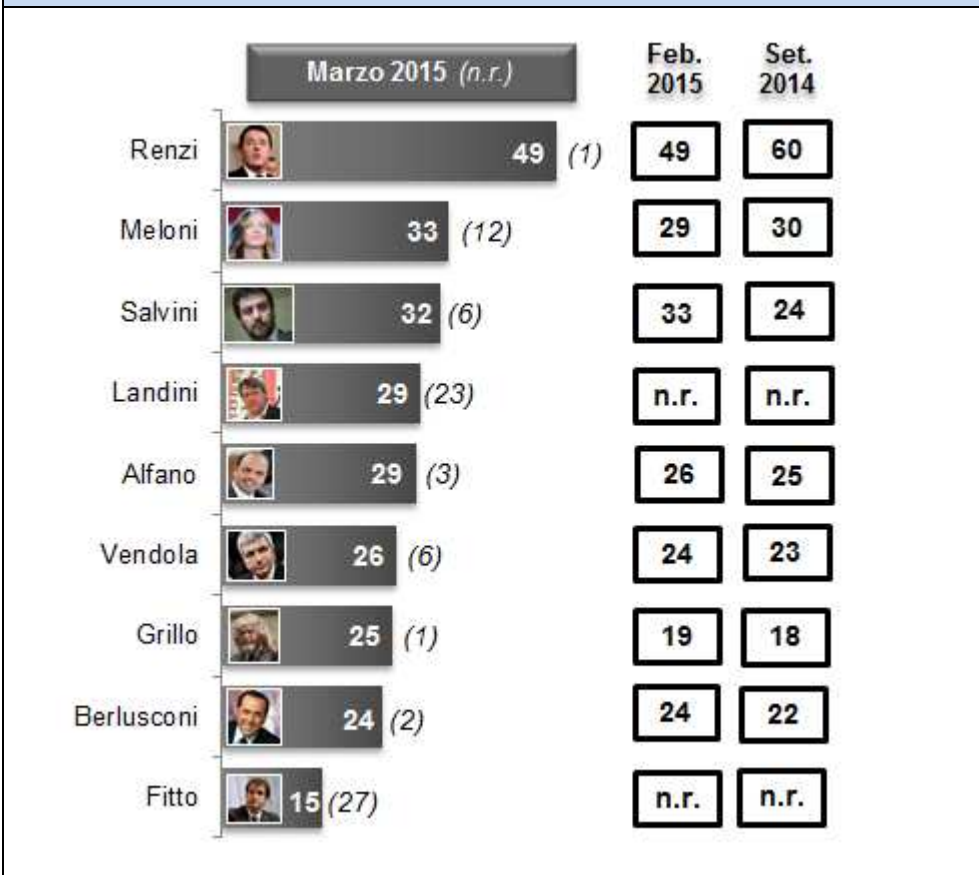 Marzo 2015 (n.r.) Feb. 2015 Set. 2014
Renzi 49 (1) 49 60
Meloni 33 (12) 29 30
Salvini 32 (6) 33 24
Landini 29 (23) n.r. n.r.
Alfano 29 (3) 26 25
Vendola 26 (6) 24 23
Grillo 25 (1) 19 18
Berlusconi 24 (2) 24 22
Fitto 15 (27) n.r. n.r.